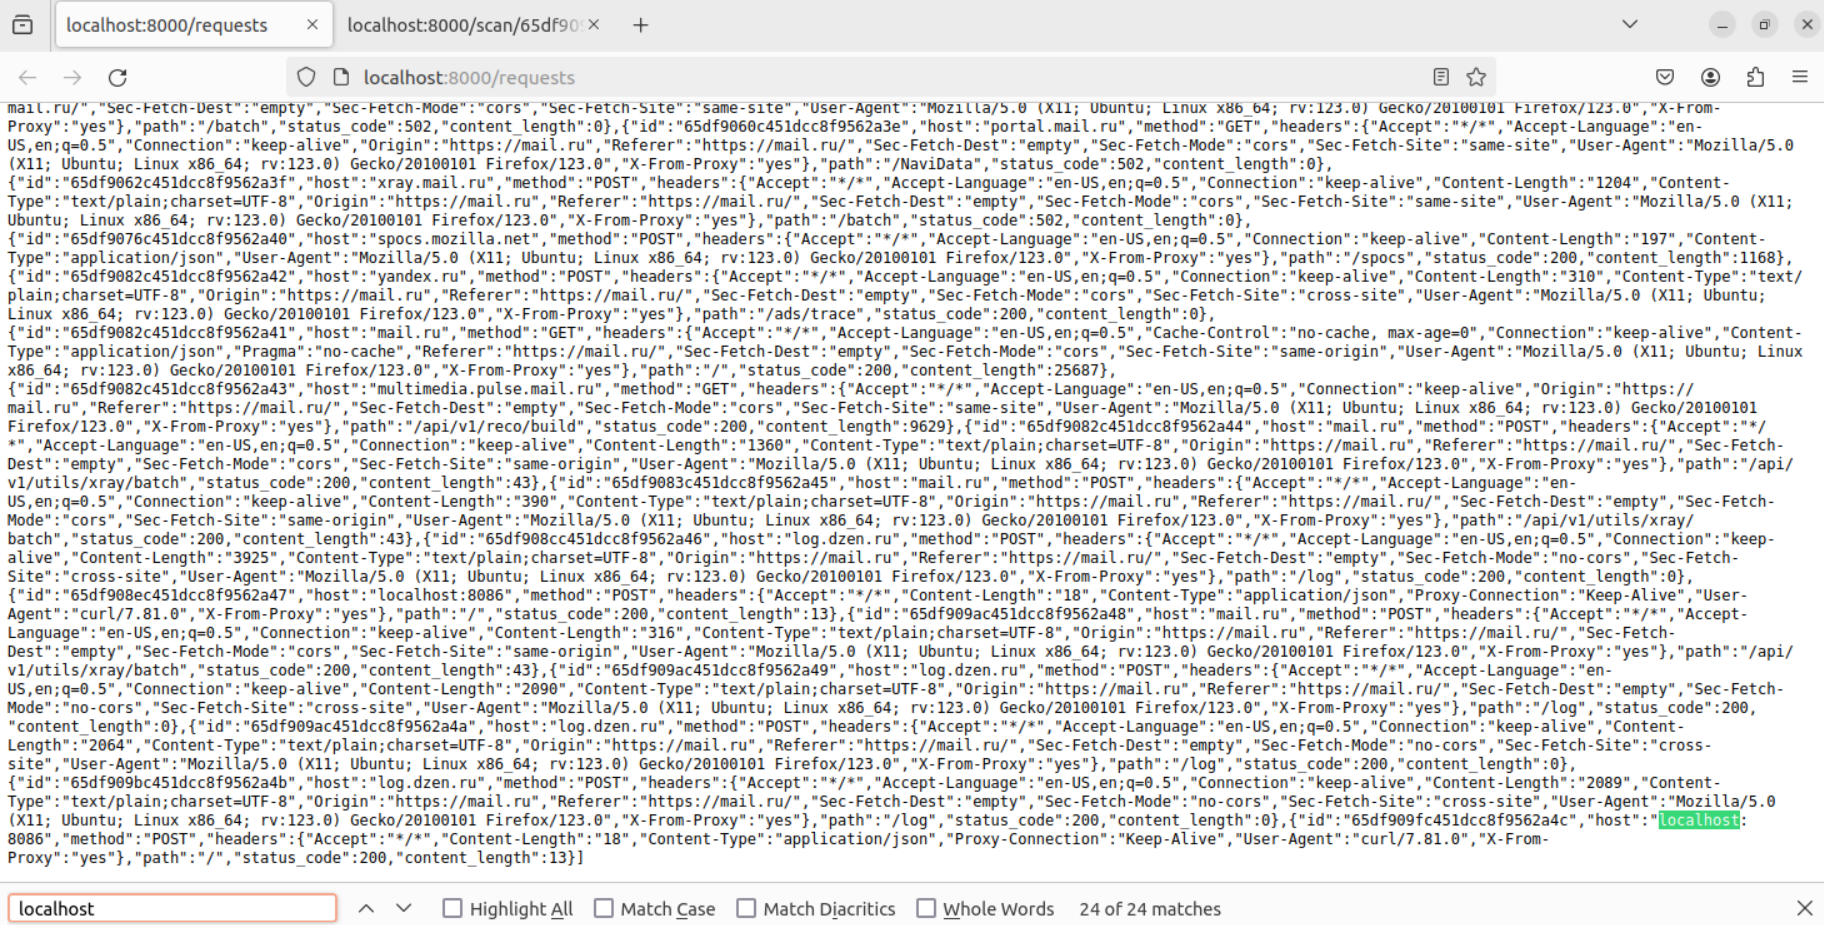 localhost:8000/requests
localhost:8000/scan/65df909
localhost:8000/requests
mail.ru/","Sec-Fetch-Dest":"empty","Sec-Fetch-Mode":"cors","Sec-Fetch-Site":"same-site","User-Agent":"Mozilla/5.0 (X11; Ubuntu; Linux x86_64; rv:123.0) Gecko/20100101 Firefox/123.0","X-From-
Proxy":"yes"},"path":"/batch","status_code":502,"content_length":0},{"id":"65df9060c451dcc8f9562a3e","host":"portal.mail.ru","method":"GET","headers":{"Accept":"*/*","Accept-Language":"en-
US,en;q=0.5","Connection":"keep-alive","Origin":"https://mail.ru","Referer":"https://mail.ru/","Sec-Fetch-Dest":"empty","Sec-Fetch-Mode":"cors","Sec-Fetch-Site":"same-site","User-Agent":"Mozilla/5.0
(X11; Ubuntu; Linux x86_64; rv:123.0) Gecko/20100101 Firefox/123.0","X-From-Proxy":"yes"},"path":"/NaviData","status_code":502,"content_length":0},
{"id":"65df9062c451dcc8f9562a3f","host":"xray.mail.ru","method":"POST","headers":{"Accept":"*/*","Accept-Language":"en-US,en;q=0.5","Connection":"keep-alive","Content-Length":"1204","Content-
Type":"text/plain;charset=UTF-8","Origin":"https://mail.ru","Referer":"https://mail.ru/","Sec-Fetch-Dest":"empty","Sec-Fetch-Mode":"cors","Sec-Fetch-Site":"same-site","User-Agent":"Mozilla/5.0 (X11;
Ubuntu; Linux x86_64; rv:123.0) Gecko/20100101 Firefox/123.0","X-From-Proxy":"yes"},"path":"/batch","status_code":502,"content_length":0},
{"id":"65df9076c451dcc8f9562a40","host":"spocs.mozilla.net","method":"POST","headers":{"Accept":"*/*","Accept-Language":"en-US,en;q=0.5","Connection":"keep-alive","Content-Length":"197","Content-
Type":"application/json","User-Agent":"Mozilla/5.0 (X11; Ubuntu; Linux x86_64; rv:123.0) Gecko/20100101 Firefox/123.0","X-From-Proxy":"yes"},"path":"/spocs","status_code":200,"content_length":1168},
{"id":"65df9082c451dcc8f9562a42","host":"yandex.ru","method":"POST","headers":{"Accept":"*/*","Accept-Language":"en-US,en;q=0.5","Connection":"keep-alive","Content-Length":"310","Content-Type":"text/
plain;charset=UTF-8","Origin":"https://mail.ru","Referer":"https://mail.ru/","Sec-Fetch-Dest":"empty","Sec-Fetch-Mode":"cors","Sec-Fetch-Site":"cross-site","User-Agent":"Mozilla/5.0 (X11; Ubuntu;
Linux x86_64; rv:123.0) Gecko/20100101 Firefox/123.0","X-From-Proxy":"yes"},"path":"/ads/trace","status_code":200,"content_length":0},
{"id":"65df9082c451dcc8f9562a41","host":"mail.ru","method":"GET","headers":{"Accept":"*/*","Accept-Language":"en-US,en;q=0.5","Cache-Control":"no-cache, max-age=0","Connection":"keep-alive","Content-
Type":"application/json","Pragma":"no-cache","Referer":"https://mail.ru/","Sec-Fetch-Dest":"empty","Sec-Fetch-Mode":"cors","Sec-Fetch-Site":"same-origin","User-Agent":"Mozilla/5.0 (X11; Ubuntu; Linux
x86_64; rv:123.0) Gecko/20100101 Firefox/123.0","X-From-Proxy":"yes"},"path":"/","status_code":200,"content_length":25687},
{"id":"65df9082c451dcc8f9562a43","host":"multimedia.pulse.mail.ru","method":"GET","headers":{"Accept":"*/*","Accept-Language":"en-US,en;q=0.5","Connection":"keep-alive","Origin":"https://
mail.ru","Referer":"https://mail.ru/","Sec-Fetch-Dest":"empty","Sec-Fetch-Mode":"cors","Sec-Fetch-Site":"same-site","User-Agent":"Mozilla/5.0 (X11; Ubuntu; Linux x86_64; rv:123.0) Gecko/20100101
Firefox/123.0","X-From-Proxy":"yes"},"path":"/api/v1/reco/build","status_code":200,"content_length":9629},{"id":"65df9082c451dcc8f9562a44","host":"mail.ru","method":"POST","headers":{"Accept":"*/
*","Accept-Language":"en-US,en;q=0.5","Connection":"keep-alive","Content-Length":"1360","Content-Type":"text/plain;charset=UTF-8","Origin":"https://mail.ru","Referer":"https://mail.ru/","Sec-Fetch-
Dest":"empty","Sec-Fetch-Mode":"cors","Sec-Fetch-Site":"same-origin","User-Agent":"Mozilla/5.0 (X11; Ubuntu; Linux x86_64; rv:123.0) Gecko/20100101 Firefox/123.0","X-From-Proxy":"yes"},"path":"/api/
v1/utils/xray/batch","status_code":200,"content_length":43},{"id":"65df9083c451dcc8f9562a45","host":"mail.ru","method":"POST","headers":{"Accept":"*/*","Accept-Language":"en-
US,en;q=0.5","Connection":"keep-alive","Content-Length":"390","Content-Type":"text/plain;charset=UTF-8","Origin":"https://mail.ru","Referer":"https://mail.ru/","Sec-Fetch-Dest":"empty","Sec-Fetch-
Mode":"cors","Sec-Fetch-Site":"same-origin","User-Agent":"Mozilla/5.0 (X11; Ubuntu; Linux x86_64; rv:123.0) Gecko/20100101 Firefox/123.0","X-From-Proxy":"yes"},"path":"/api/v1/utils/xray/
batch","status_code":200,"content_length":43},{"id":"65df908cc451dcc8f9562a46","host":"log.dzen.ru","method":"POST","headers":{"Accept":"*/*","Accept-Language":"en-US,en;q=0.5","Connection":"keep-
alive","Content-Length":"3925","Content-Type":"text/plain;charset=UTF-8","Origin":"https://mail.ru","Referer":"https://mail.ru/","Sec-Fetch-Dest":"empty","Sec-Fetch-Mode":"no-cors","Sec-Fetch-
Site":"cross-site","User-Agent":"Mozilla/5.0 (X11; Ubuntu; Linux x86_64; rv:123.0) Gecko/20100101 Firefox/123.0","X-From-Proxy":"yes"},"path":"/log","status_code":200,"content_length":0},
{"id":"65df908ec451dcc8f9562a47","host":"localhost:8086","method":"POST","headers":{"Accept":"*/*","Content-Length":"18","Content-Type":"application/json","Proxy-Connection":"Keep-Alive","User-
Agent":"curl/7.81.0","X-From-Proxy":"yes"},"path":"/","status_code":200,"content_length":13},{"id":"65df909ac451dcc8f9562a48","host":"mail.ru","method":"POST","headers":{"Accept":"*/*","Accept-
Language":"en-US,en;q=0.5","Connection":"keep-alive","Content-Length":"316","Content-Type":"text/plain;charset=UTF-8","Origin":"https://mail.ru","Referer":"https://mail.ru/","Sec-Fetch-
Dest":"empty","Sec-Fetch-Mode":"cors","Sec-Fetch-Site":"same-origin","User-Agent":"Mozilla/5.0 (X11; Ubuntu; Linux x86_64; rv:123.0) Gecko/20100101 Firefox/123.0","X-From-Proxy":"yes"},"path":"/api/
v1/utils/xray/batch","status_code":200,"content_length":43},{"id":"65df909ac451dcc8f9562a49","host":"log.dzen.ru","method":"POST","headers":{"Accept":"*/*","Accept-Language":"en-
US,en;q=0.5","Connection":"keep-alive","Content-Length":"2090","Content-Type":"text/plain;charset=UTF-8","Origin":"https://mail.ru","Referer":"https://mail.ru/","Sec-Fetch-Dest":"empty","Sec-Fetch-
Mode":"no-cors","Sec-Fetch-Site":"cross-site","User-Agent":"Mozilla/5.0 (X11; Ubuntu; Linux x86_64; rv:123.0) Gecko/20100101 Firefox/123.0","X-From-Proxy":"yes"},"path":"/log","status_code":200,
"content_length":0},{"id":"65df909ac451dcc8f9562a4a","host":"log.dzen.ru","method":"POST","headers":{"Accept":"*/*","Accept-Language":"en-US,en;q=0.5","Connection":"keep-alive","Content-
Length":"2064","Content-Type":"text/plain;charset=UTF-8","Origin":"https://mail.ru","Referer":"https://mail.ru/","Sec-Fetch-Dest":"empty","Sec-Fetch-Mode":"no-cors","Sec-Fetch-Site":"cross-
site","User-Agent":"Mozilla/5.0 (X11; Ubuntu; Linux x86_64; rv:123.0) Gecko/20100101 Firefox/123.0","X-From-Proxy":"yes"},"path":"/log","status_code":200,"content_length":0},
{"id":"65df909bc451dcc8f9562a4b","host":"log.dzen.ru","method":"POST","headers":{"Accept":"*/*","Accept-Language":"en-US,en;q=0.5","Connection":"keep-alive","Content-Length":"2089","Content-
Type":"text/plain;charset=UTF-8","Origin":"https://mail.ru","Referer":"https://mail.ru/","Sec-Fetch-Dest":"empty","Sec-Fetch-Mode":"no-cors","Sec-Fetch-Site":"cross-site","User-Agent":"Mozilla/5.0
(X11; Ubuntu; Linux x86_64; rv:123.0) Gecko/20100101 Firefox/123.0","X-From-Proxy":"yes"},"path":"/log","status_code":200,"content_length":0},{"id":"65df909fc451dcc8f9562a4c","host":"localhost:
8086","method":"POST","headers":{"Accept":"*/*","Content-Length":"18","Content-Type":"application/json","Proxy-Connection":"Keep-Alive","User-Agent":"curl/7.81.0","X-From-
Proxy":"yes"},"path":"/","status_code":200,"content_length":13}]
localhost
Highlight All
Match Case
Match Diacritics
Whole Words
24 of 24 matches